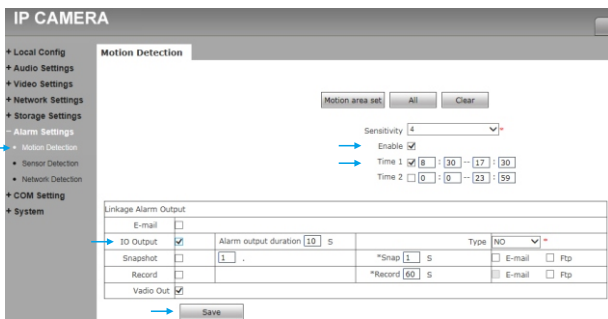 IP CAMERA
+ Local Config
+ Audio Settings
+ Video Settings
+ Network Settings
+ Storage Settings
- Alarm Settings
• Motion Detection
• Sensor Detection
• Network Detection
+ COM Setting
+ System
Motion Detection
Motion area set All Clear
Sensitivity 4 *
Enable
Time 1 8 : 30 -- 17 : 30
Time 2 0 : 0 -- 23 : 59
Linkage Alarm Output
E-mail
IO Output Alarm output duration 10 S Type NO *
Snapshot 1 . *Snap 1 S E-mail Ftp
Record *Record 60 S E-mail Ftp
Vadio Out
Save